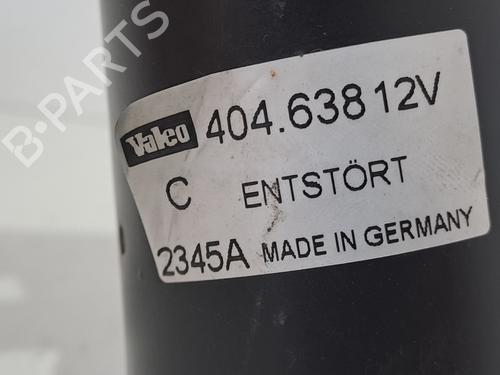 B-PARTS
Valeo 404.638 12V
C ENTSTÖRT
2345A MADE IN GERMANY